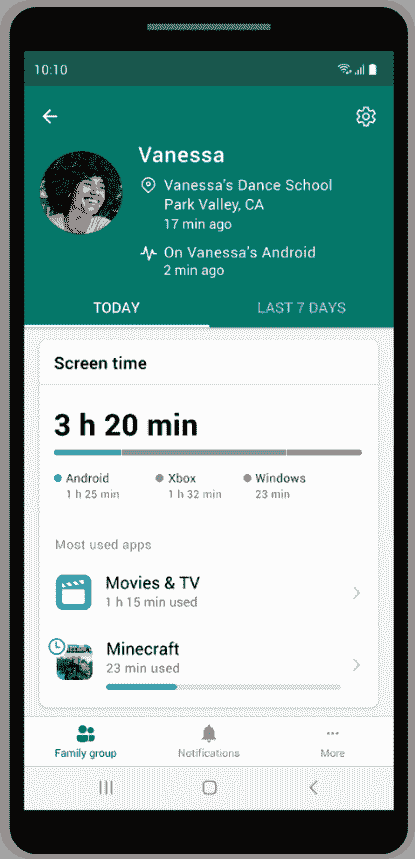 10:10
Vanessa
Vanessa's Dance School
Park Valley, CA
17 min ago
On Vanessa's Android
2 min ago
TODAY
LAST 7 DAYS
Screen time
3 h 20 min
Android
Xbox
Windows
1 h 25 min
1 h 32 min
23 min
Most used apps
Movies & TV
1 h 15 min used
Minecraft
23 min used
Family group
Notifications
More